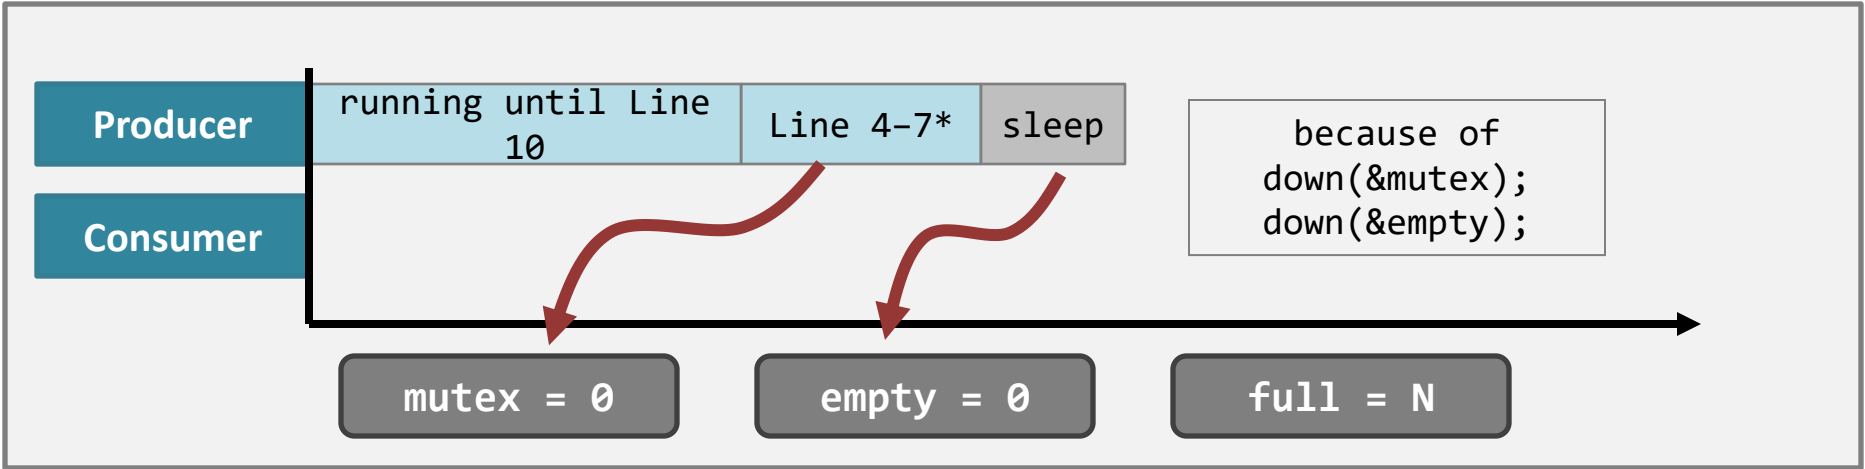 Producer
running until Line
10
Line 4–7*
sleep
because of
down(&mutex);
down(&empty);
Consumer
mutex = 0
empty = 0
full = N